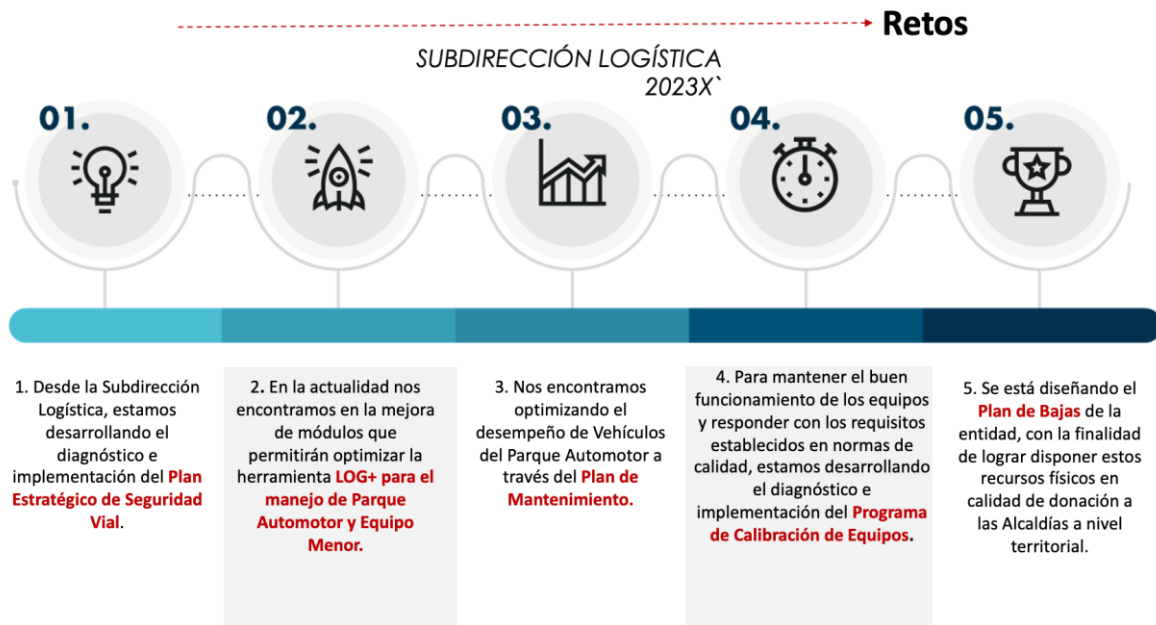 Retos
SUBDIRECCIÓN LOGÍSTICA
2023X`
01.
02.
03.
04.
05.
1. Desde la Subdirección
Logística, estamos
desarrollando el
diagnóstico e
implementación del Plan
Estratégico de Seguridad
Vial.
2. En la actualidad nos
encontramos en la mejora
de módulos que
permitirán optimizar la
herramienta LOG+ para el
manejo de Parque
Automotor y Equipo
Menor.
3. Nos encontramos
optimizando el
desempeño de Vehículos
del Parque Automotor a
través del Plan de
Mantenimiento.
4. Para mantener el buen
funcionamiento de los equipos
y responder con los requisitos
establecidos en normas de
calidad, estamos desarrollando
el diagnóstico e
implementación del Programa
de Calibración de Equipos.
5. Se está diseñando el
Plan de Bajas de la
entidad, con la finalidad
de lograr disponer estos
recursos físicos en
calidad de donación a
las Alcaldías a nivel
territorial.